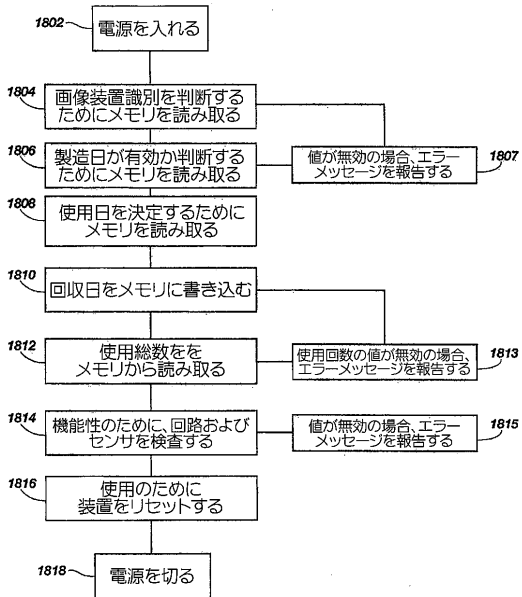 1802
電源を入れる
1804
画像装置識別を判断する
ためにメモリを読み取る
1806
製造日が有効か判断する
ためにメモリを読み取る
値が無効の場合、エラー
メッセージを報告する
1807
1808
使用日を決定するために
メモリを読み取る
1810
回収日をメモリに書き込む
1812
使用総数をを
メモリから読み取る
使用回数の値が無効の場合、
エラーメッセージを報告する
1813
1814
機能性のために、回路および
センサを検査する
値が無効の場合、エラー
メッセージを報告する
1815
1816
使用のために
装置をリセットする
1818
電源を切る